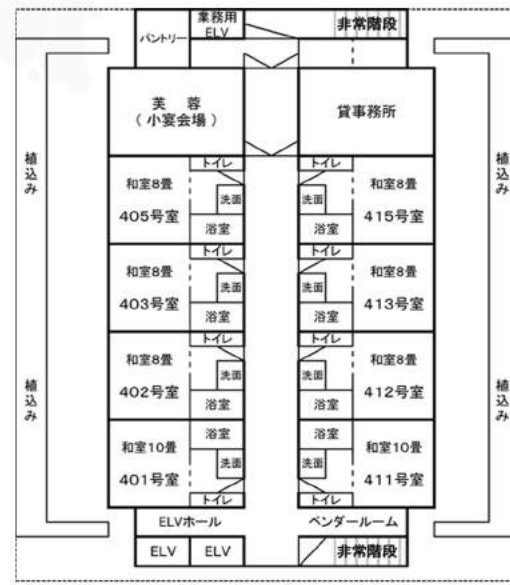 業務用
ELV
非常階段
パントリー
芙 蓉
（小宴会場）
貸事務所
植込み
植込み
トイレ
トイレ
和室8畳
洗面
洗面
和室8畳
405号室
浴室
浴室
415号室
トイレ
トイレ
和室8畳
洗面
洗面
和室8畳
403号室
浴室
浴室
413号室
トイレ
トイレ
和室8畳
洗面
洗面
和室8畳
402号室
浴室
浴室
412号室
植込み
植込み
浴室
浴室
和室10畳
洗面
洗面
和室10畳
401号室
411号室
トイレ
トイレ
ELVホール
ベンダールーム
ELV
ELV
非常階段